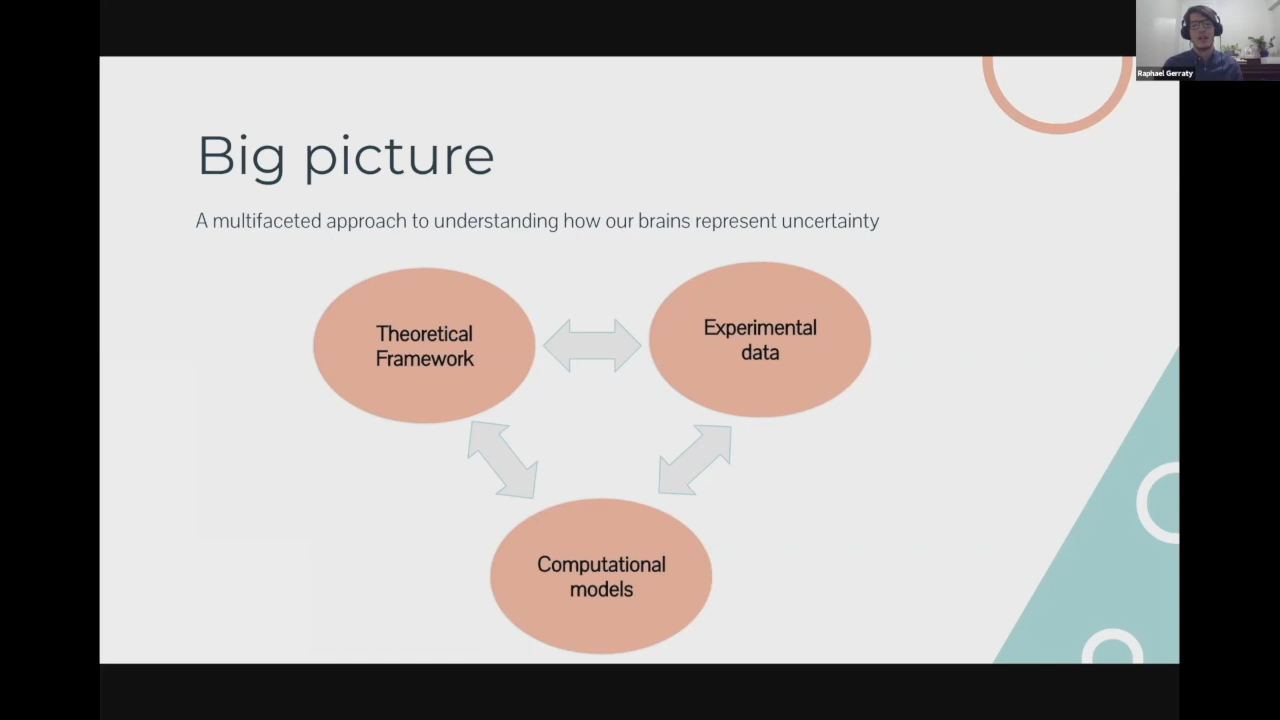 Raphael Gerraty
Big picture
A multifaceted approach to understanding how our brains represent uncertainty
Theoretical
Framework
Experimental
data
Computational
models